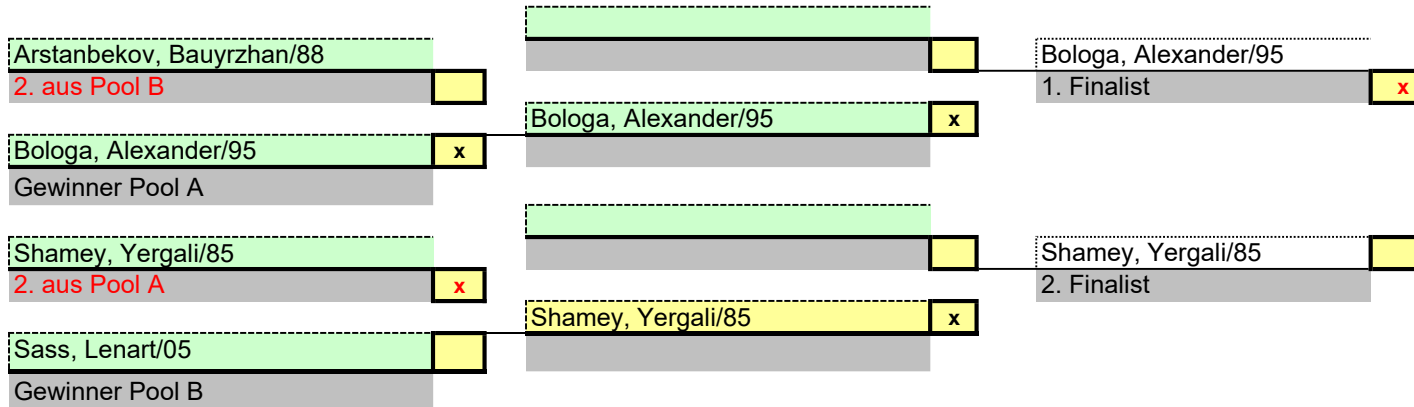 Arstanbekov, Bauyrzhan/88
2. aus Pool B
Bologa, Alexander/95 x
Gewinner Pool A
Shamey, Yergali/85
2. aus Pool A x
Sass, Lenart/05
Gewinner Pool B
Bologa, Alexander/95 x
Shamey, Yergali/85 x
Bologa, Alexander/95
1. Finalist x
Shamey, Yergali/85
2. Finalist